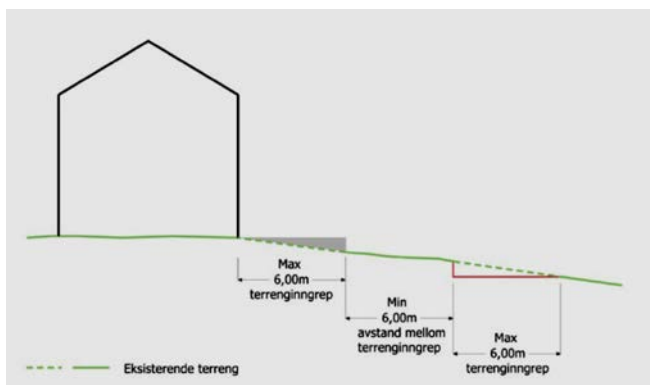 Max
6,00m
terrenginngrep
Min
6,00m
avstand mellom
terrenginngrep
Max
6,00m
terrenginngrep
Eksisterende terreng